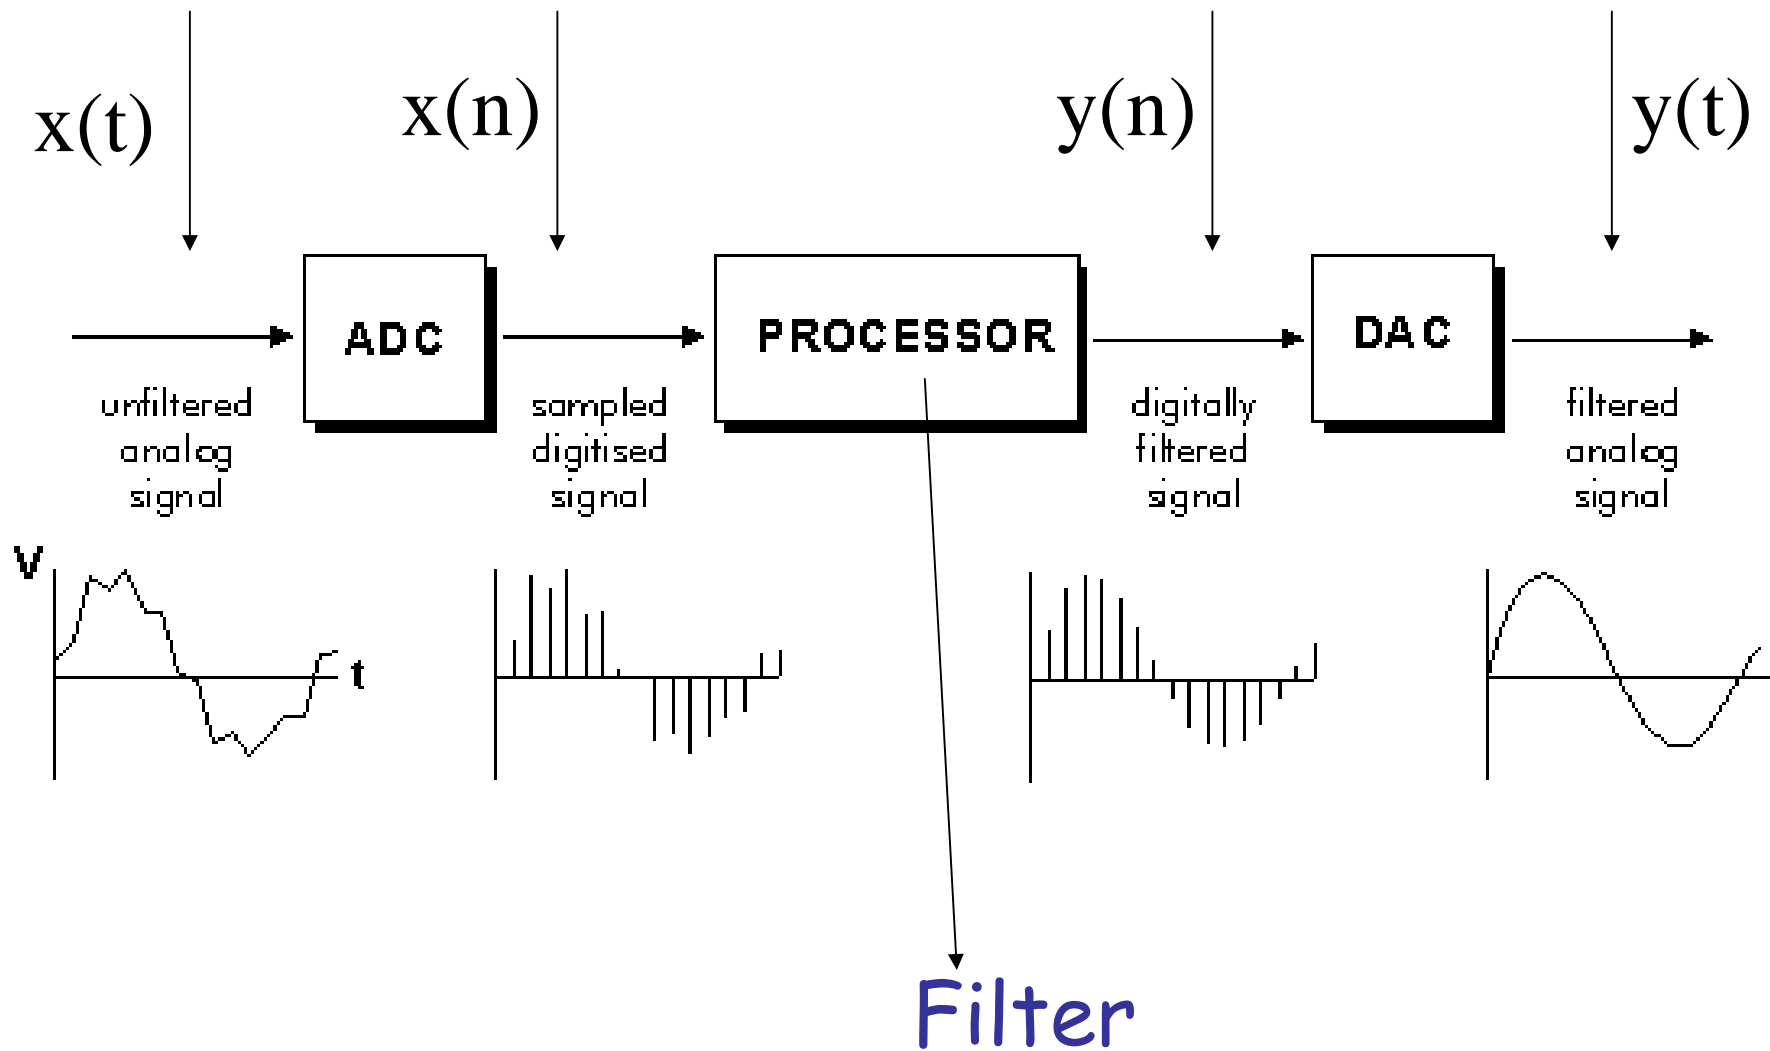 x(t)
x(n)
y(n)
y(t)
ADC
PROCESSOR
DAC
unfiltered
analog
signal
sampled
digitised
signal
digitally
filtered
signal
filtered
analog
signal
V
t
Filter